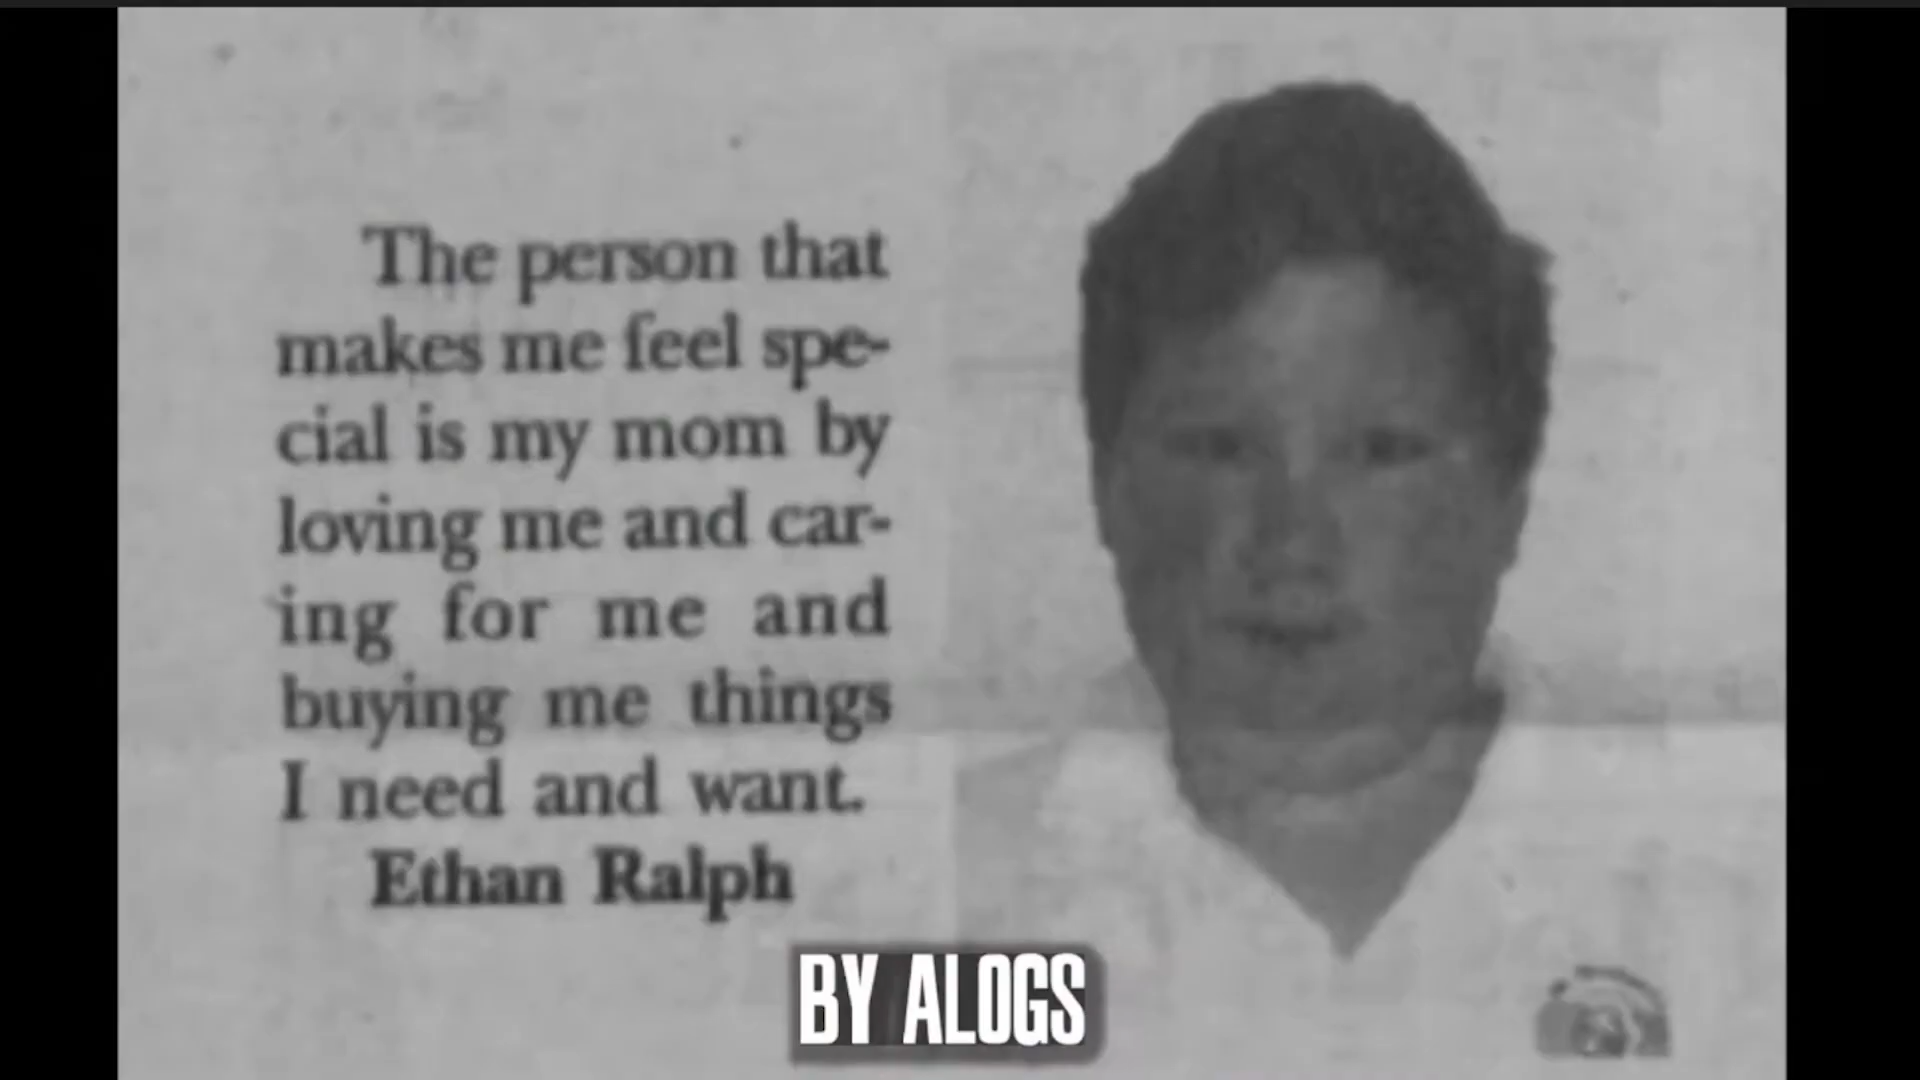 The person that
makes me feel spe-
cial is my mom by
loving me and car-
ing for me and
buying me things
I need and want.
Ethan Ralph
BY ALOGS